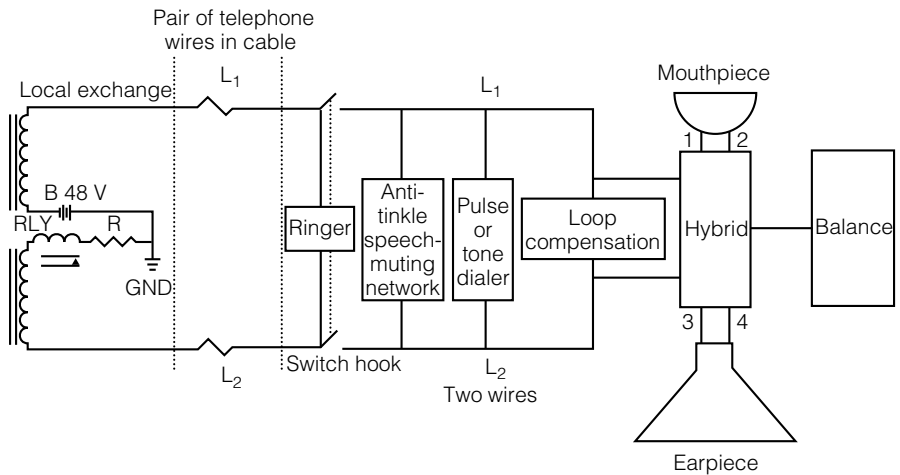 Pair of telephone
wires in cable
Local exchange
L1
L1
Mouthpiece
1 2
B 48 V
RLY
R
GND
Ringer
Anti-
tinkle
speech-
muting
network
Pulse
or
tone
dialer
Loop
compensation
Hybrid
Balance
3 4
L2
Switch hook
L2
Two wires
Earpiece